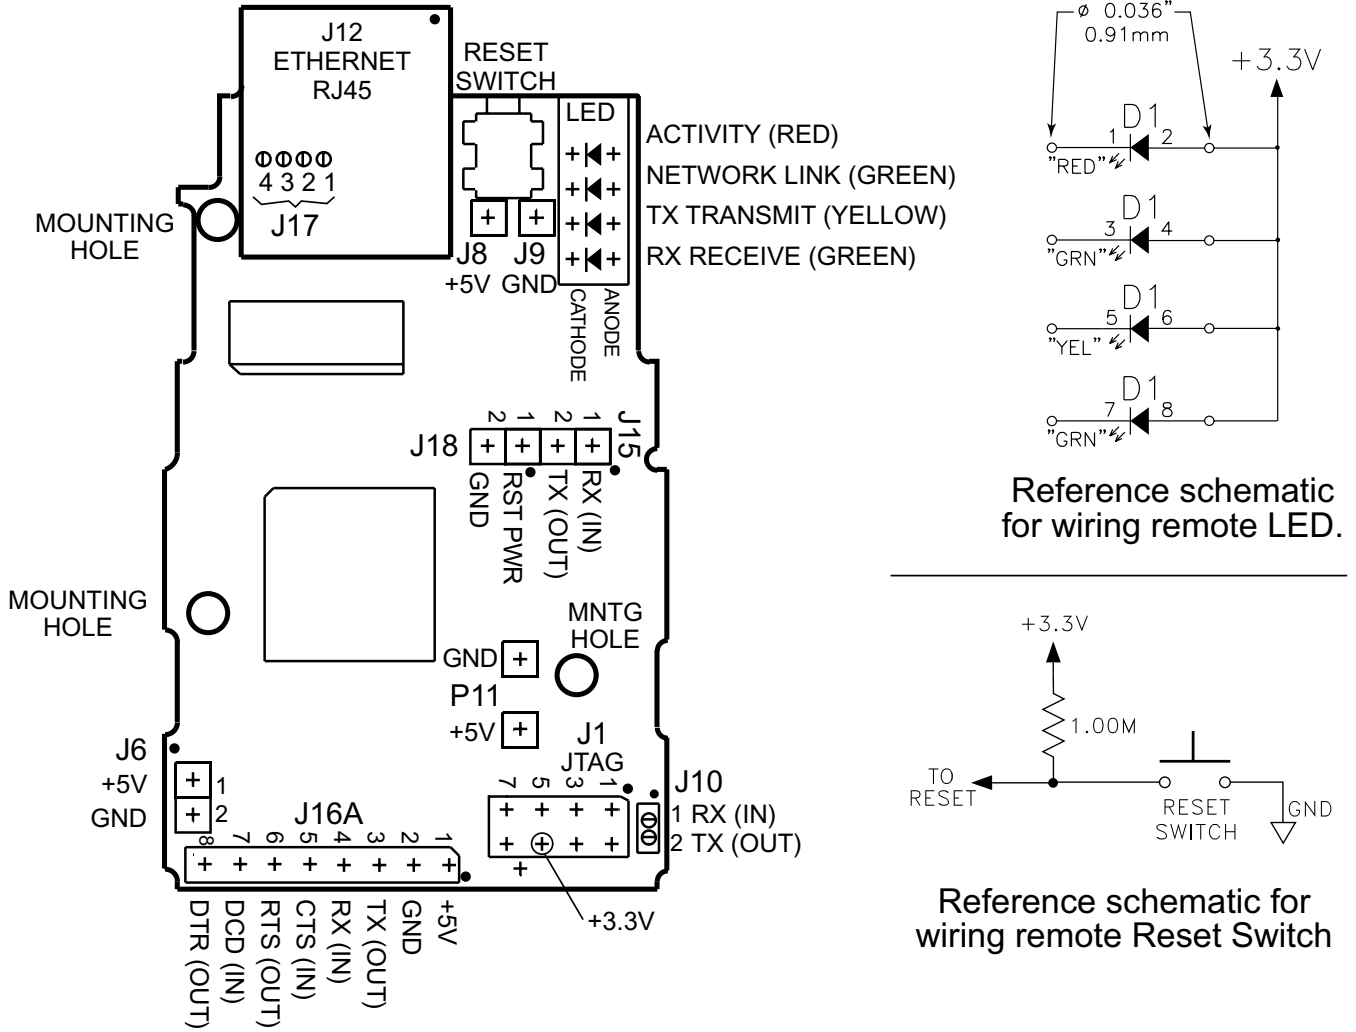 J12
ETHERNET
RJ45
4 3 2 1
J17
RESET
SWITCH
LED
ACTIVITY (RED)
NETWORK LINK (GREEN)
TX TRANSMIT (YELLOW)
RX RECEIVE (GREEN)
MOUNTING
HOLE
J8
+5V
J9
GND
CATHODE
ANODE
2 1 2 1
J18
J15
GND
RST PWR
TX (OUT)
RX (IN)
MOUNTING
HOLE
MNTG
HOLE
GND
P11
+5V
J1
JTAG
7 5 3 1
J10
1 RX (IN)
2 TX (OUT)
J6
+5V 1
GND 2
J16A
8 7 6 5 4 3 2 1
DTR (OUT)
DCD (IN)
RTS (OUT)
CTS (IN)
RX (IN)
TX (OUT)
GND
+5V
+3.3V
ø 0.036"
0.91mm
+3.3V
D1
1 2
"RED"
D1
3 4
"GRN"
D1
5 6
"YEL"
D1
7 8
"GRN"
Reference schematic
for wiring remote LED.
+3.3V
1.00M
TO
RESET
RESET
SWITCH
GND
Reference schematic for
wiring remote Reset Switch